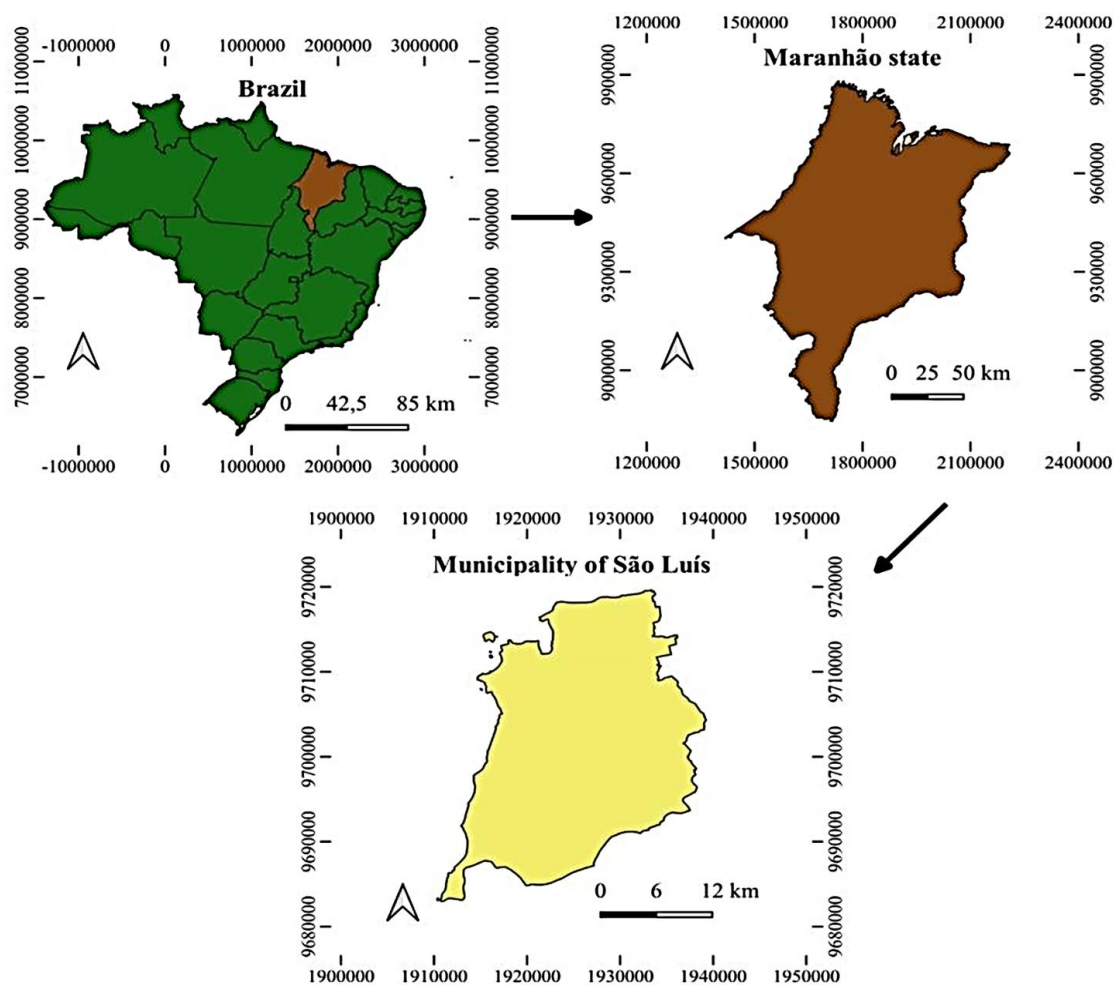 -1000000 0 1000000 2000000 3000000
Brazil
11000000 10000000 9000000 8000000 7000000
11000000 10000000 9000000 8000000 7000000
0 42,5 85 km
-1000000 0 1000000 2000000 3000000
1200000 1500000 1800000 2100000 2400000
Maranhão state
9900000 9600000 9300000 9000000
9900000 9600000 9300000 9000000
0 25 50 km
1200000 1500000 1800000 2100000 2400000
1900000 1910000 1920000 1930000 1940000 1950000
Municipality of São Luís
9720000 9710000 9700000 9690000 9680000
9720000 9710000 9700000 9690000 9680000
0 6 12 km
1900000 1910000 1920000 1930000 1940000 1950000